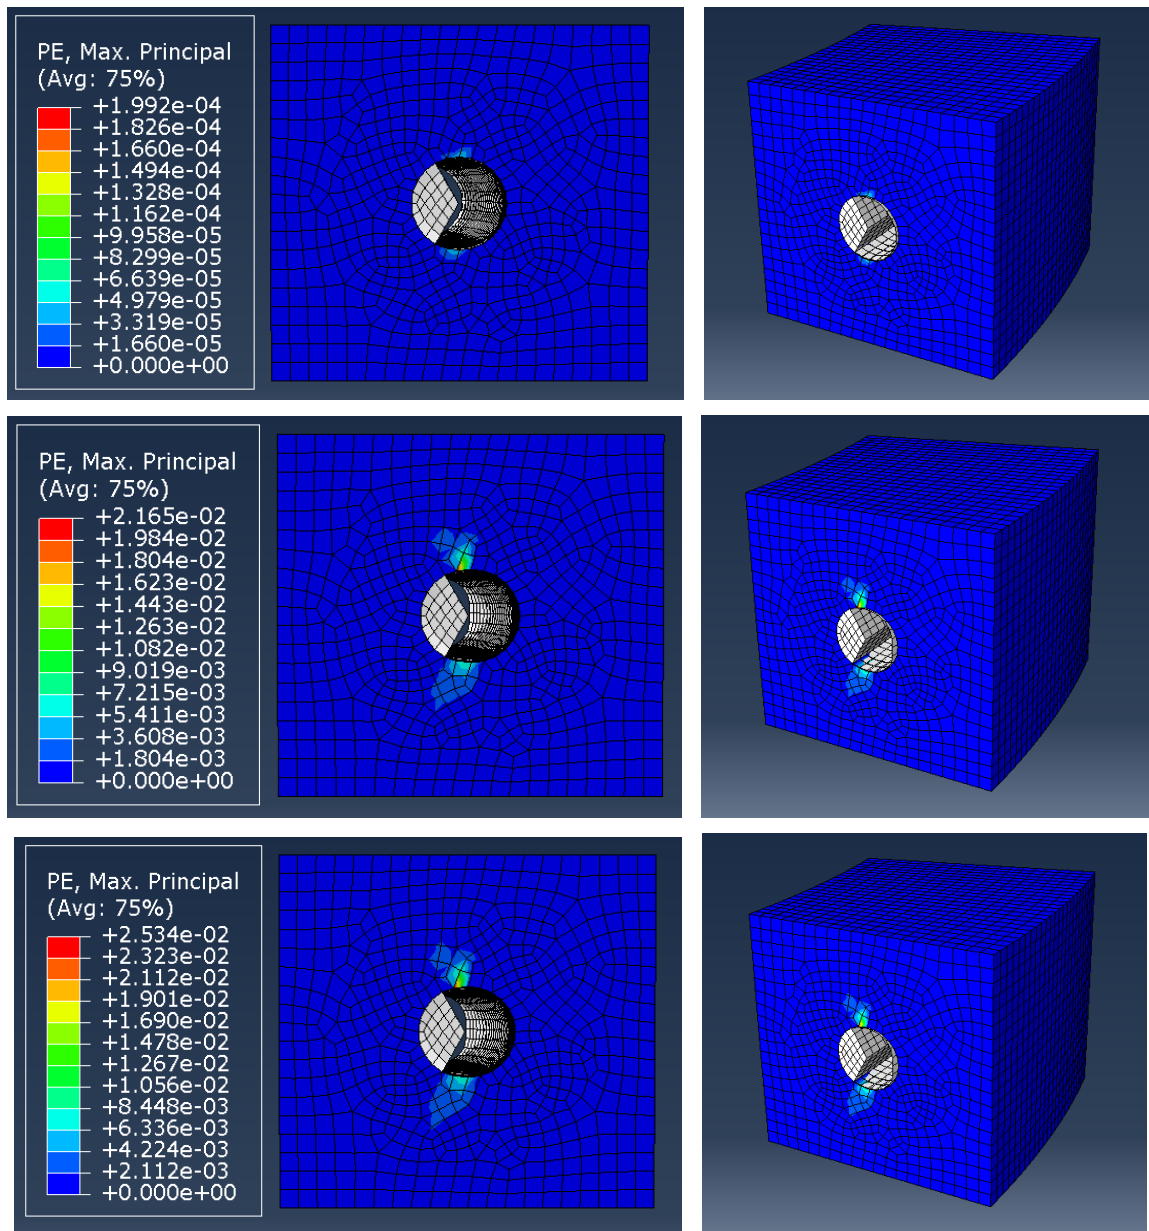 PE, Max. Principal
(Avg: 75%)
+1.992e-04
+1.826e-04
+1.660e-04
+1.494e-04
+1.328e-04
+1.162e-04
+9.958e-05
+8.299e-05
+6.639e-05
+4.979e-05
+3.319e-05
+1.660e-05
+0.000e+00
PE, Max. Principal
(Avg: 75%)
+2.165e-02
+1.984e-02
+1.804e-02
+1.623e-02
+1.443e-02
+1.263e-02
+1.082e-02
+9.019e-03
+7.215e-03
+5.411e-03
+3.608e-03
+1.804e-03
+0.000e+00
PE, Max. Principal
(Avg: 75%)
+2.534e-02
+2.323e-02
+2.112e-02
+1.901e-02
+1.690e-02
+1.478e-02
+1.267e-02
+1.056e-02
+8.448e-03
+6.336e-03
+4.224e-03
+2.112e-03
+0.000e+00